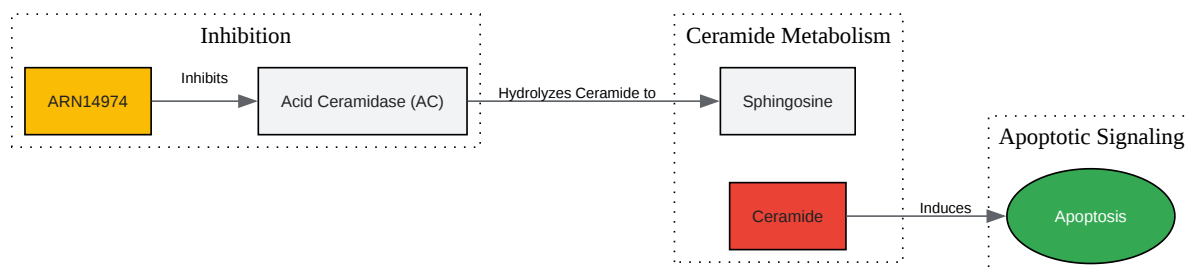 Inhibition
ARN14974
Inhibits
Acid Ceramidase (AC)
Hydrolyzes Ceramide to
Ceramide Metabolism
Sphingosine
Ceramide
Induces
Apoptotic Signaling
Apoptosis